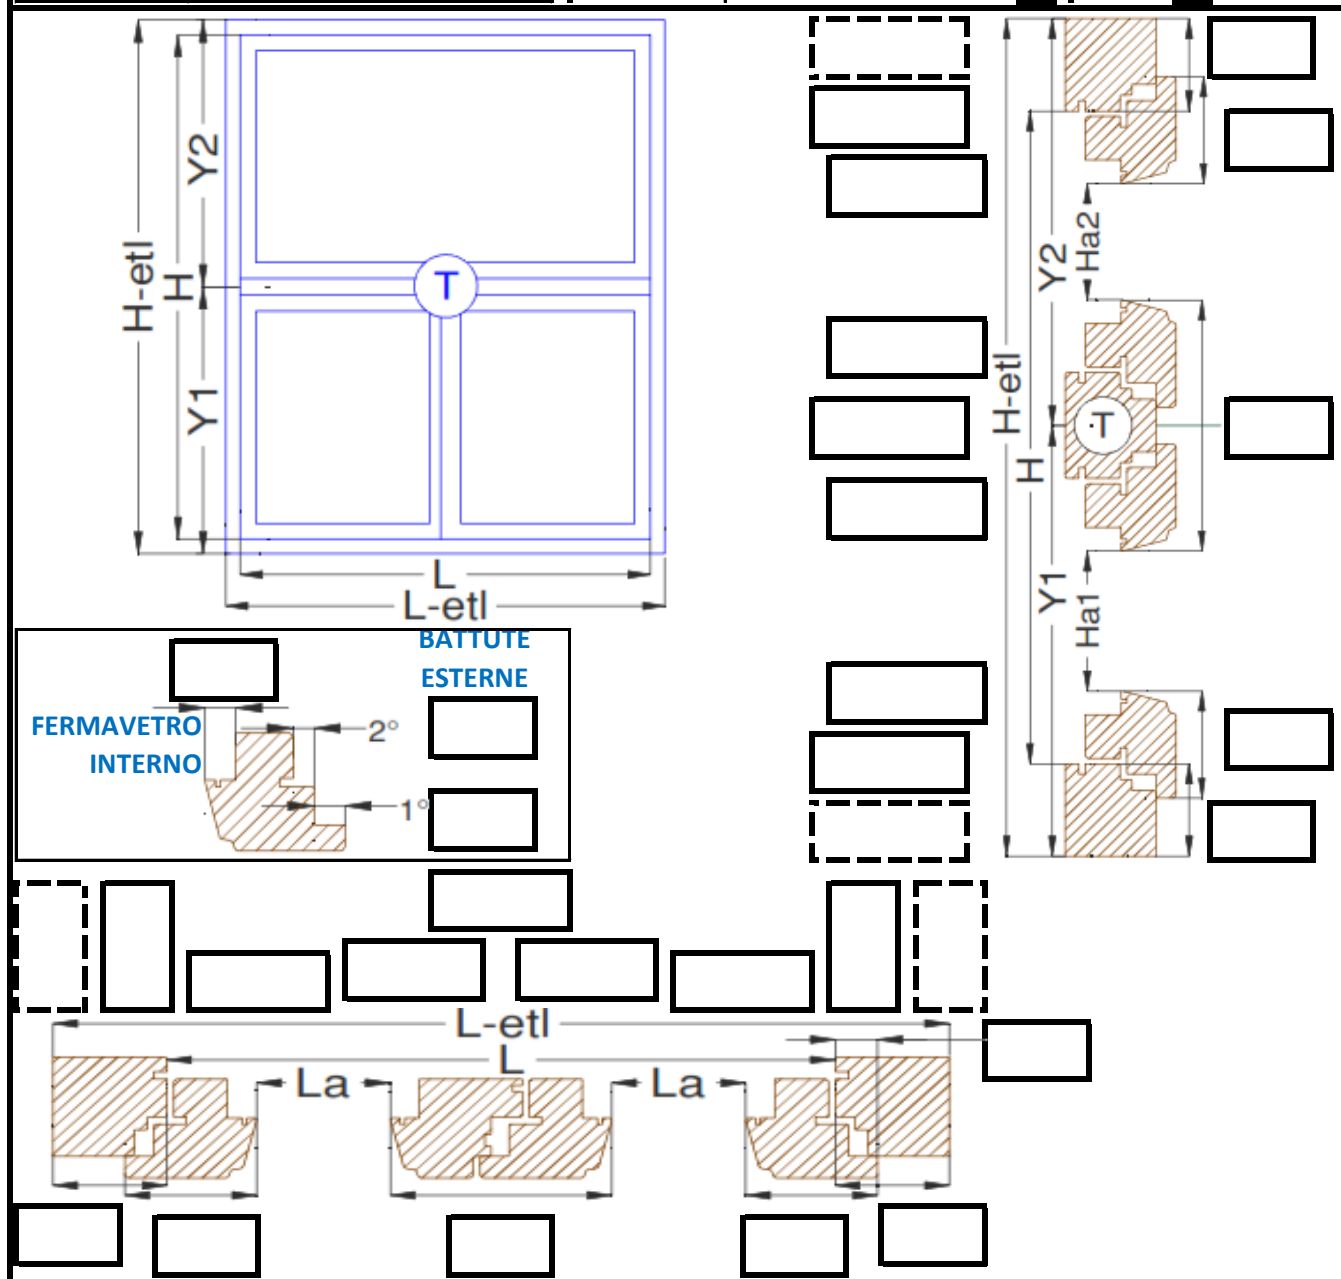 Y2
H-etl
H
T
Y1
L
L-etl
Ha2
Y2
H-etl
T
H
Y1
Ha1
BATTUTE
ESTERNE
FERMAVETRO
INTERNO
2°
1°
L-etl
L
La
La